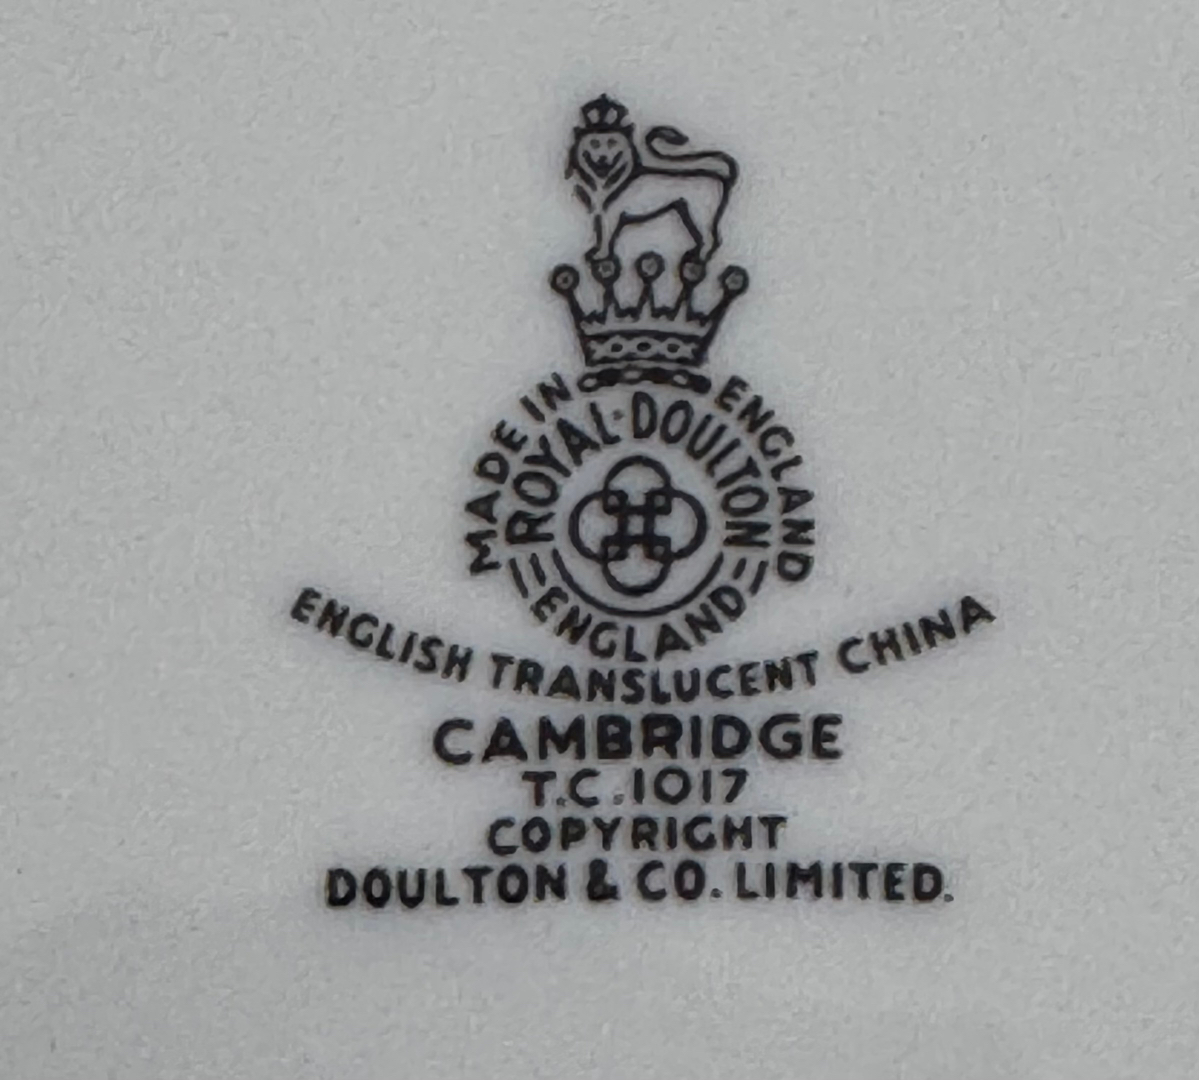 MADE IN ENGLAND
ROYAL·DOULTON
ENGLAND
ENGLISH TRANSLUCENT CHINA
CAMBRIDGE
T.C.1017
COPYRIGHT
DOULTON & CO. LIMITED.